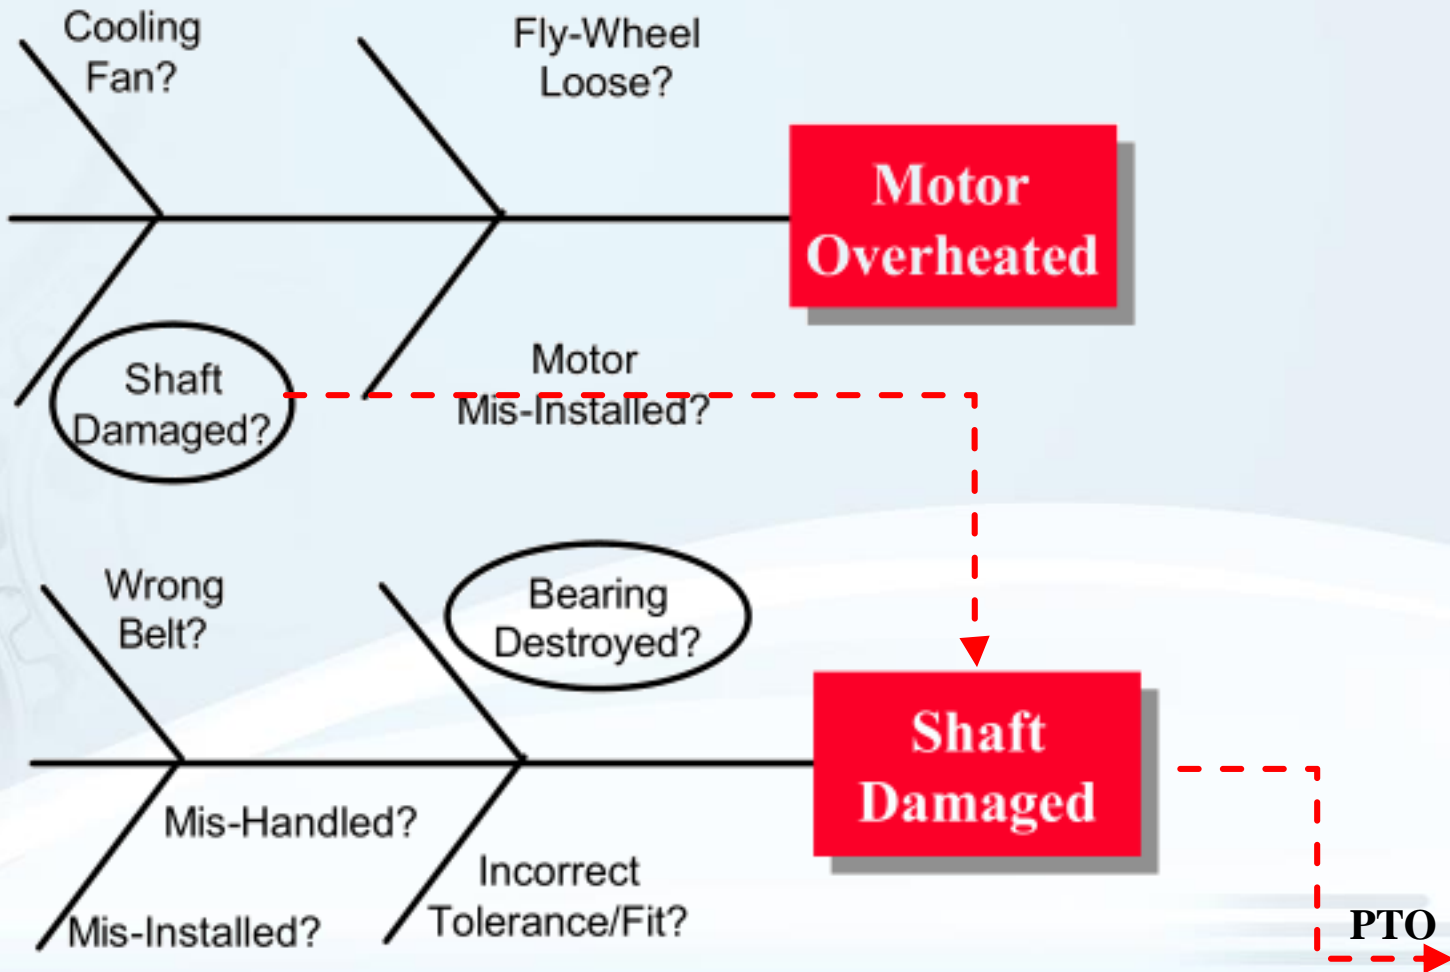 Cooling
Fan?
Fly-Wheel
Loose?
Motor
Overheated
Shaft
Damaged?
Motor
Mis-Installed?
Wrong
Belt?
Bearing
Destroyed?
Shaft
Damaged
Mis-Handled?
Mis-Installed?
Incorrect
Tolerance/Fit?
PTO